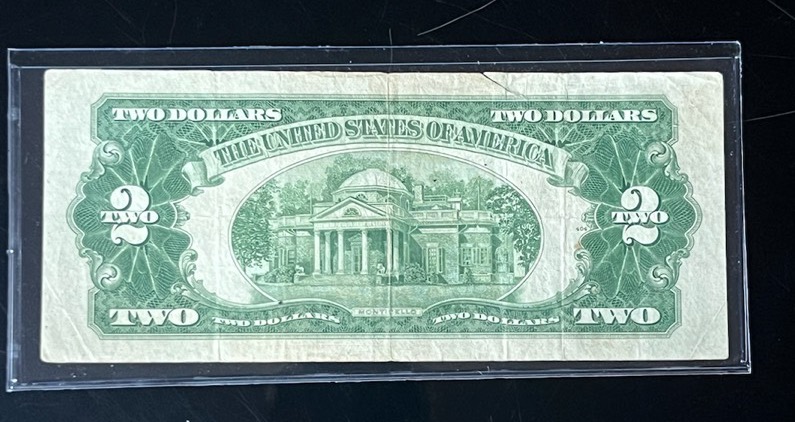 TWO DOLLARS TWO DOLLARS
THE UNITED STATES OF AMERICA
2 2
TWO TWO
MONTICELLO
TWO TWO DOLLARS TWO DOLLARS TWO